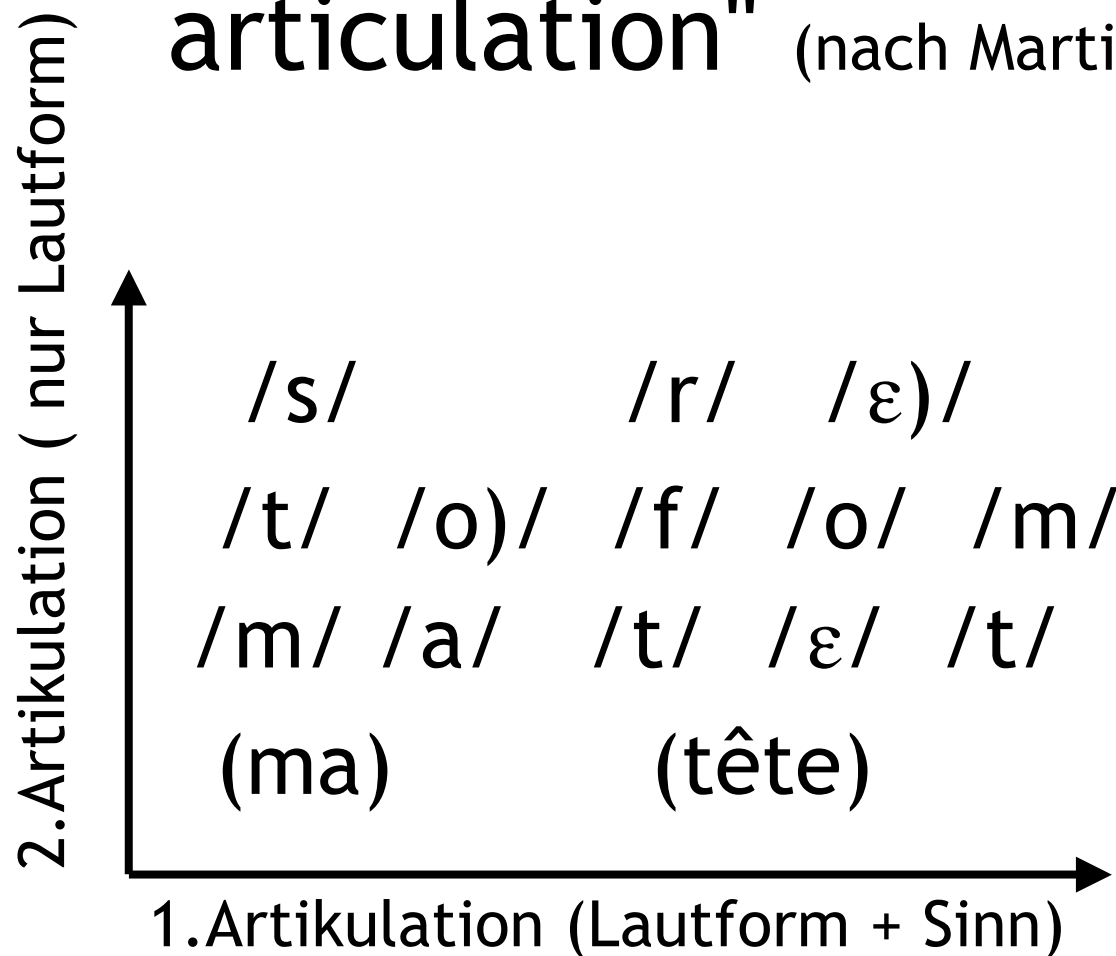 articulation" (nach Marti
2.Artikulation ( nur Lautform)
/s/ /r/ /ε)/
/t/ /o)/ /f/ /o/ /m/
/m/ /a/ /t/ /ε/ /t/
(ma) (tête)
1.Artikulation (Lautform + Sinn)